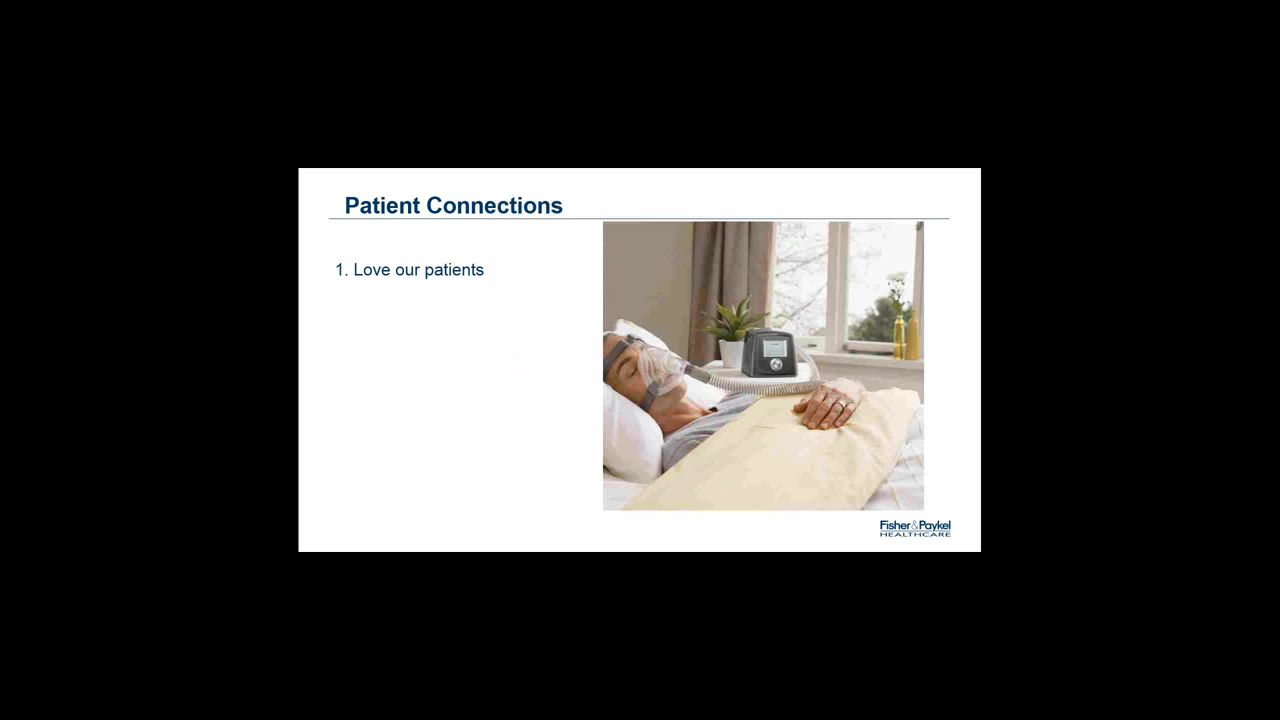 Patient Connections
1. Love our patients
Fisher&Paykel
HEALTHCARE